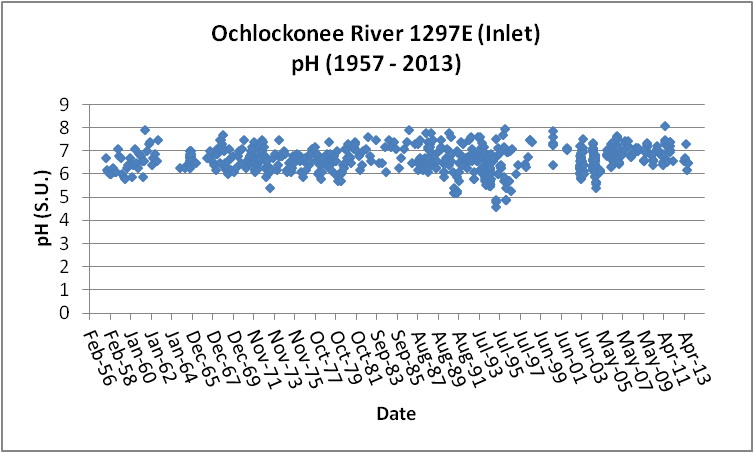 Ochlockonee River 1297E (Inlet)
pH (1957 - 2013)
pH (S.U.)
9
8
7
6
5
4
3
2
1
0
Feb-56
Feb-58
Jan-60
Jan-62
Jan-64
Dec-65
Dec-67
Dec-69
Nov-71
Nov-73
Nov-75
Oct-77
Oct-79
Oct-81
Sep-83
Sep-85
Aug-87
Aug-89
Aug-91
Jul-93
Jul-95
Jul-97
Jun-99
Jun-01
Jun-03
May-05
May-07
May-09
Apr-11
Apr-13
Date